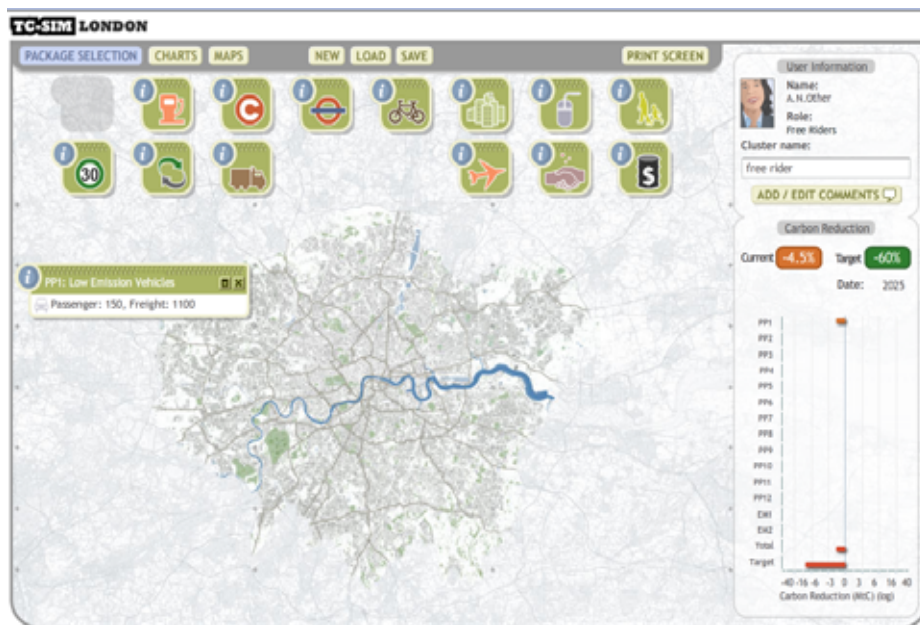 TC-SIM LONDON
PACKAGE SELECTION CHARTS MAPS NEW LOAD SAVE PRINT SCREEN
i i i i i i i
C
i i i i i i
30 $
i PP1: Low Emission Vehicles
Passenger: 150, Freight: 1100
User Information
Name:
A.N.Other
Role:
Free Riders
Cluster name:
free rider
ADD / EDIT COMMENTS
Carbon Reduction
Current -4.5% Target -60%
Date: 2025
PP1
PP2
PP3
PP4
PP5
PP6
PP7
PP8
PP9
PP10
PP11
PP12
EM1
EM2
Total
Target
-40 -16 -6 -3 0 3 6 16 40
Carbon Reduction (MtC) (log)